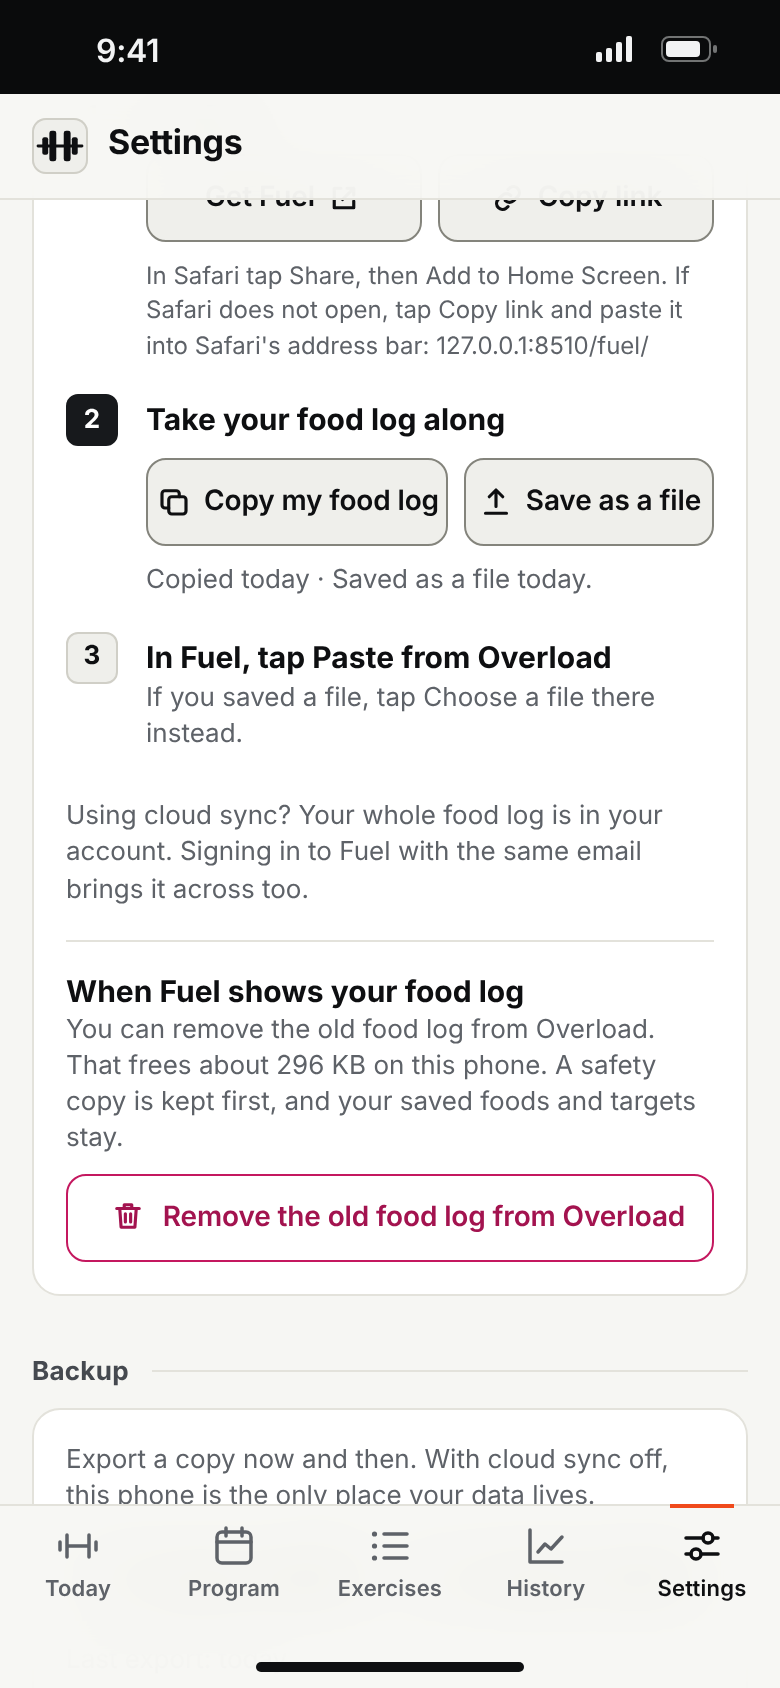 9:41
Settings
Get Fuel
Copy link
In Safari tap Share, then Add to Home Screen. If
Safari does not open, tap Copy link and paste it
into Safari's address bar: 127.0.0.1:8510/fuel/
2
Take your food log along
Copy my food log
Save as a file
Copied today · Saved as a file today.
3
In Fuel, tap Paste from Overload
If you saved a file, tap Choose a file there
instead.
Using cloud sync? Your whole food log is in your
account. Signing in to Fuel with the same email
brings it across too.
When Fuel shows your food log
You can remove the old food log from Overload.
That frees about 296 KB on this phone. A safety
copy is kept first, and your saved foods and targets
stay.
Remove the old food log from Overload
Backup
Export a copy now and then. With cloud sync off,
this phone is the only place your data lives.
Today
Program
Exercises
History
Settings